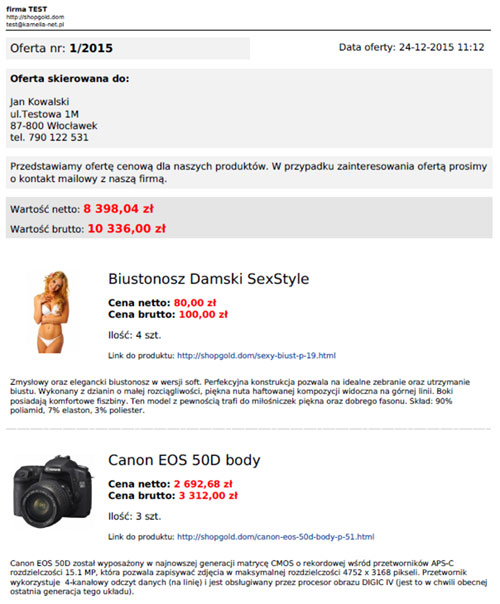 firma TEST
http://shopgold.dom
test@kamelia-net.pl
Oferta nr: 1/2015
Data oferty: 24-12-2015 11:12
Oferta skierowana do:
Jan Kowalski
ul.Testowa 1M
87-800 Włocławek
tel. 790 122 531
Przedstawiamy ofertę cenową dla naszych produktów. W przypadku zainteresowania ofertą prosimy
o kontakt mailowy z naszą firmą.
Wartość netto: 8 398,04 zł
Wartość brutto: 10 336,00 zł
Biustonosz Damski SexStyle
Cena netto: 80,00 zł
Cena brutto: 100,00 zł
Ilość: 4 szt.
Link do produktu: http://shopgold.dom/sexy-biust-p-19.html
Zmysłowy oraz elegancki biustonosz w wersji soft. Perfekcyjna konstrukcja pozwala na idealne zebranie oraz utrzymanie
biustu. Wykonany z dzianin o małej rozciągliwości, piękna nuta haftowanej kompozycji widoczna na górnej linii. Boki
posiadają komfortowe fiszbiny. Ten model z pewnością trafi do miłośniczek piękna oraz dobrego fasonu. Skład: 90%
poliamid, 7% elaston, 3% poliester.
Canon EOS 50D body
Cena netto: 2 692,68 zł
Cena brutto: 3 312,00 zł
Ilość: 3 szt.
Link do produktu: http://shopgold.dom/canon-eos-50d-body-p-51.html
Canon EOS 50D został wyposażony w najnowszej generacji matrycę CMOS o rekordowej wśród przetworników APS-C
rozdzielczości 15.1 MP, która pozwala zapisywać zdjęcia w maksymalnej rozdzielczości 4752 x 3168 pikseli. Przetwornik
wykorzystuje 4-kanałowy odczyt danych (na linię) i jest obsługiwany przez procesor obrazu DIGIC IV (jest to w chwili obecnej
ostatnia generacja tego układu).